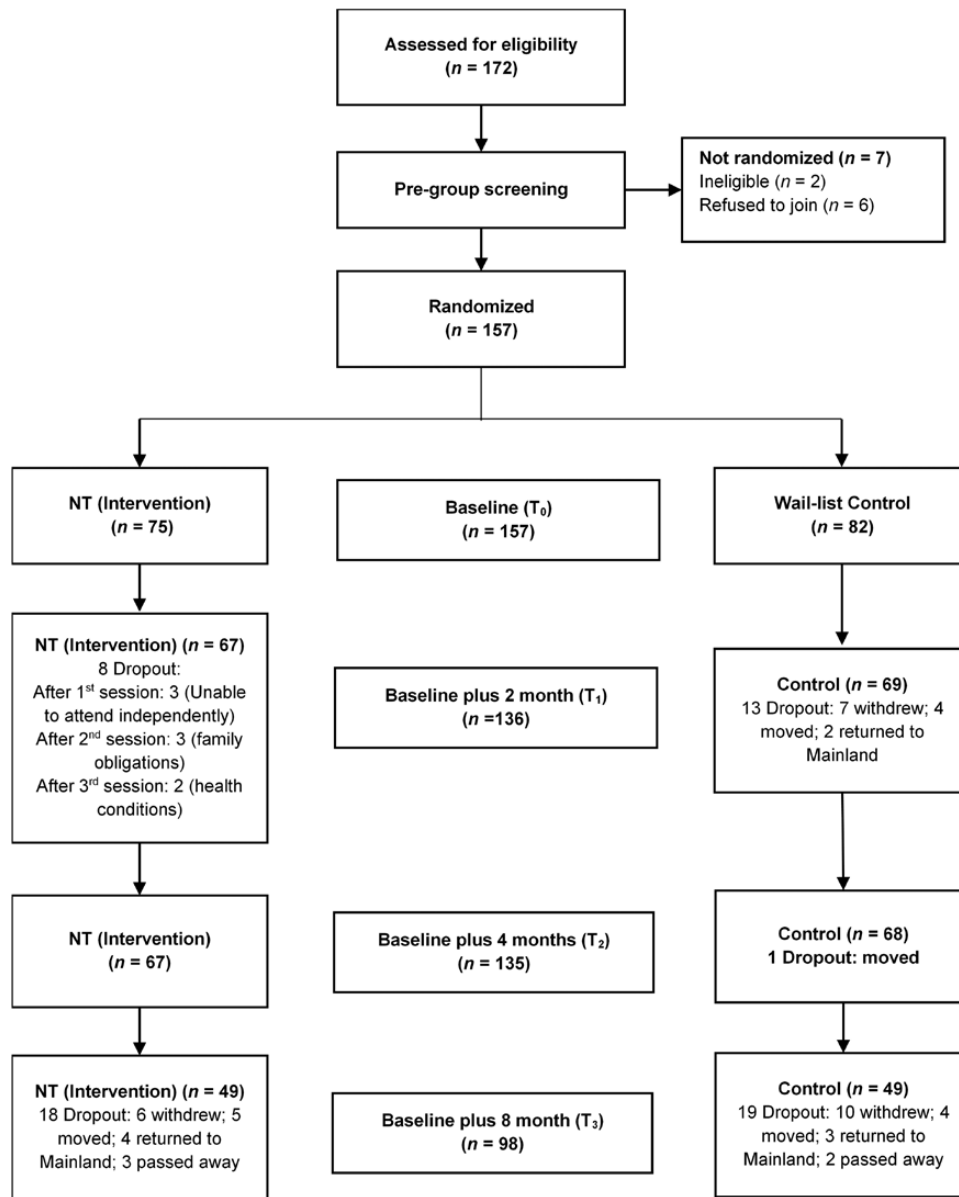 Assessed for eligibility
(n = 172)
Pre-group screening
Not randomized (n = 7)
Ineligible (n = 2)
Refused to join (n = 6)
Randomized
(n = 157)
NT (Intervention)
(n = 75)
Baseline (T₀)
(n = 157)
Wail-list Control
(n = 82)
NT (Intervention) (n = 67)
8 Dropout:
After 1ˢᵗ session: 3 (Unable
to attend independently)
After 2ⁿᵈ session: 3 (family
obligations)
After 3ʳᵈ session: 2 (health
conditions)
Baseline plus 2 month (T₁)
(n =136)
Control (n = 69)
13 Dropout: 7 withdrew; 4
moved; 2 returned to
Mainland
NT (Intervention)
(n = 67)
Baseline plus 4 months (T₂)
(n = 135)
Control (n = 68)
1 Dropout: moved
NT (Intervention) (n = 49)
18 Dropout: 6 withdrew; 5
moved; 4 returned to
Mainland; 3 passed away
Baseline plus 8 month (T₃)
(n = 98)
Control (n = 49)
19 Dropout: 10 withdrew; 4
moved; 3 returned to
Mainland; 2 passed away